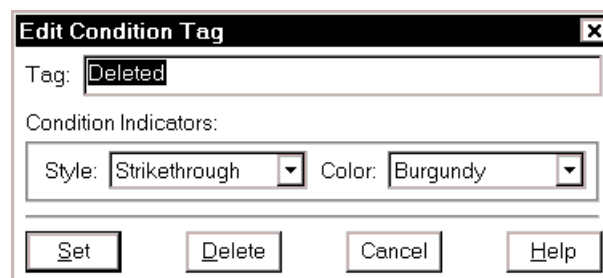 Edit Condition Tag
Tag: Deleted
Condition Indicators:
Style: Strikethrough Color: Burgundy
Set Delete Cancel Help